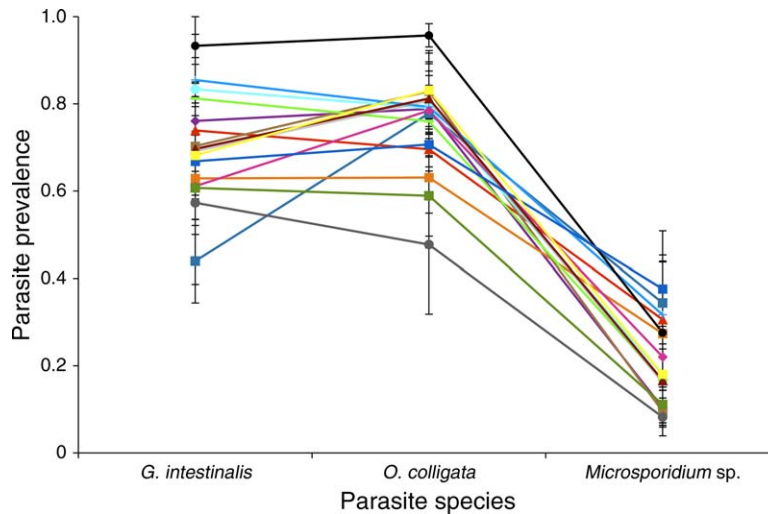 1.0
0.8
0.6
0.4
0.2
0
Parasite prevalence
G. intestinalis
O. colligata
Microsporidium sp.
Parasite species